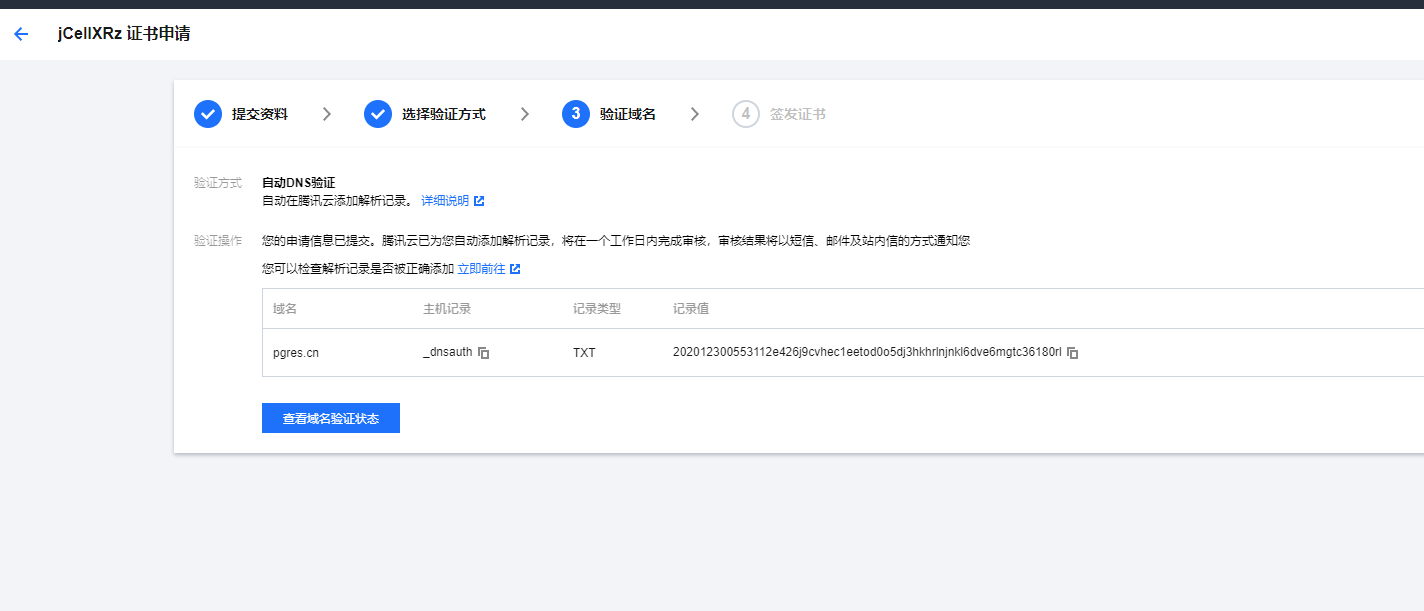 jCellXRz 证书申请
提交资料 选择验证方式 3 验证域名 4 签发证书
验证方式 自动DNS验证
自动在腾讯云添加解析记录。 详细说明
验证操作 您的申请信息已提交。腾讯云已为您自动添加解析记录，将在一个工作日内完成审核，审核结果将以短信、邮件及站内信的方式通知您
您可以检查解析记录是否被正确添加 立即前往
域名 主机记录 记录类型 记录值
pgres.cn _dnsauth TXT 202012300553112e426j9cvhec1eetod0o5dj3hkhrlnjnkl6dve6mgtc36180rl
查看域名验证状态